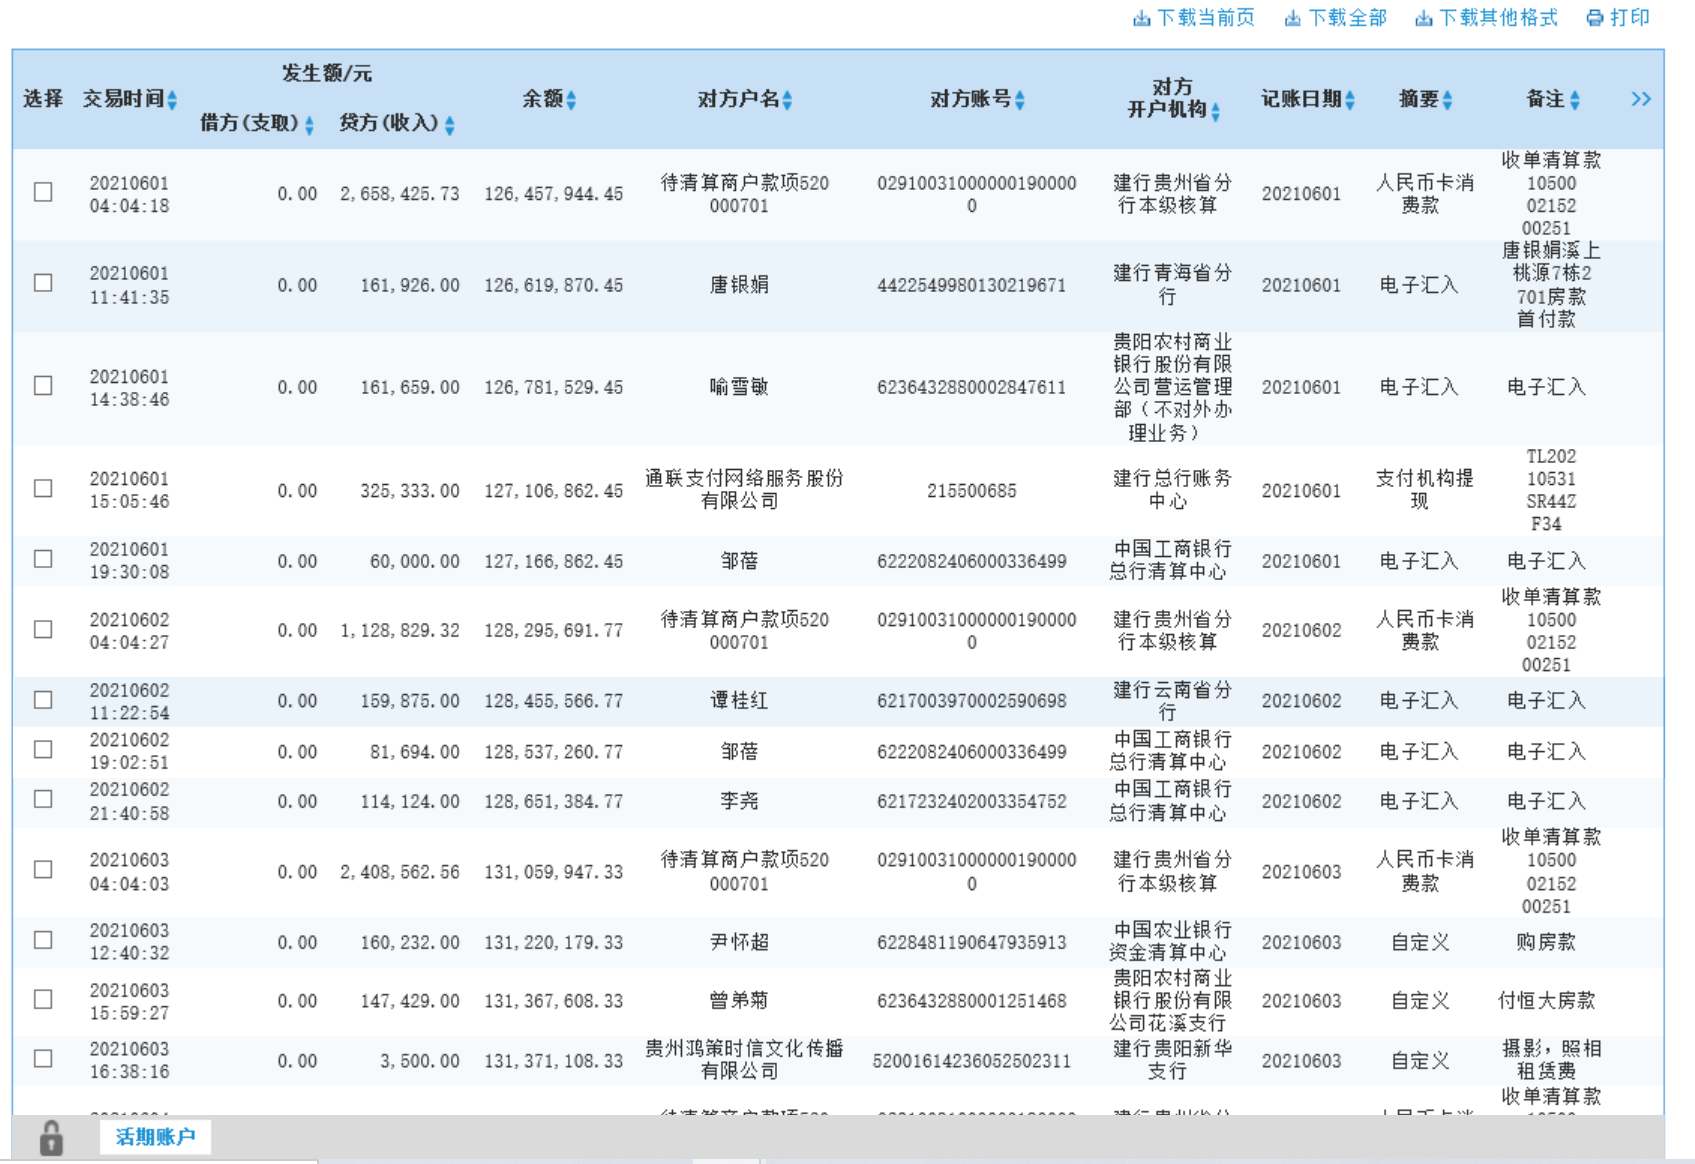 下载当前页 下载全部 下载其他格式 打印
选择 交易时间 发生额/元 余额 对方户名 对方账号 对方开户机构 记账日期 摘要 备注 >>
借方(支取) 贷方(收入)
20210601 04:04:18 0.00 2,658,425.73 126,457,944.45 待清算商户款项520000701 02910031000000190000 0 建行贵州省分行本级核算 20210601 人民币卡消费款 收单清算款 10500 02152 00251
20210601 11:41:35 0.00 161,926.00 126,619,870.45 唐银娟 4422549980130219671 建行青海省分行 20210601 电子汇入 唐银娟溪上桃源7栋2701房款首付款
20210601 14:38:46 0.00 161,659.00 126,781,529.45 喻雪敏 6236432880002847611 贵阳农村商业银行股份有限公司营运管理部（不对外办理业务） 20210601 电子汇入 电子汇入
20210601 15:05:46 0.00 325,333.00 127,106,862.45 通联支付网络服务股份有限公司 215500685 建行总行账务中心 20210601 支付机构提现 TL202 10531 SR44Z F34
20210601 19:30:08 0.00 60,000.00 127,166,862.45 邹蓓 6222082406000336499 中国工商银行总行清算中心 20210601 电子汇入 电子汇入
20210602 04:04:27 0.00 1,128,829.32 128,295,691.77 待清算商户款项520000701 02910031000000190000 0 建行贵州省分行本级核算 20210602 人民币卡消费款 收单清算款 10500 02152 00251
20210602 11:22:54 0.00 159,875.00 128,455,566.77 谭桂红 6217003970002590698 建行云南省分行 20210602 电子汇入 电子汇入
20210602 19:02:51 0.00 81,694.00 128,537,260.77 邹蓓 6222082406000336499 中国工商银行总行清算中心 20210602 电子汇入 电子汇入
20210602 21:40:58 0.00 114,124.00 128,651,384.77 李尧 6217232402003354752 中国工商银行总行清算中心 20210602 电子汇入 电子汇入
20210603 04:04:03 0.00 2,408,562.56 131,059,947.33 待清算商户款项520000701 02910031000000190000 0 建行贵州省分行本级核算 20210603 人民币卡消费款 收单清算款 10500 02152 00251
20210603 12:40:32 0.00 160,232.00 131,220,179.33 尹怀超 6228481190647935913 中国农业银行资金清算中心 20210603 自定义 购房款
20210603 15:59:27 0.00 147,429.00 131,367,608.33 曾弟菊 6236432880001251468 贵阳农村商业银行股份有限公司花溪支行 20210603 自定义 付恒大房款
20210603 16:38:16 0.00 3,500.00 131,371,108.33 贵州鸿策时信文化传播有限公司 52001614236052502311 建行贵阳新华支行 20210603 自定义 摄影，照相租赁费
收单清算款
活期账户